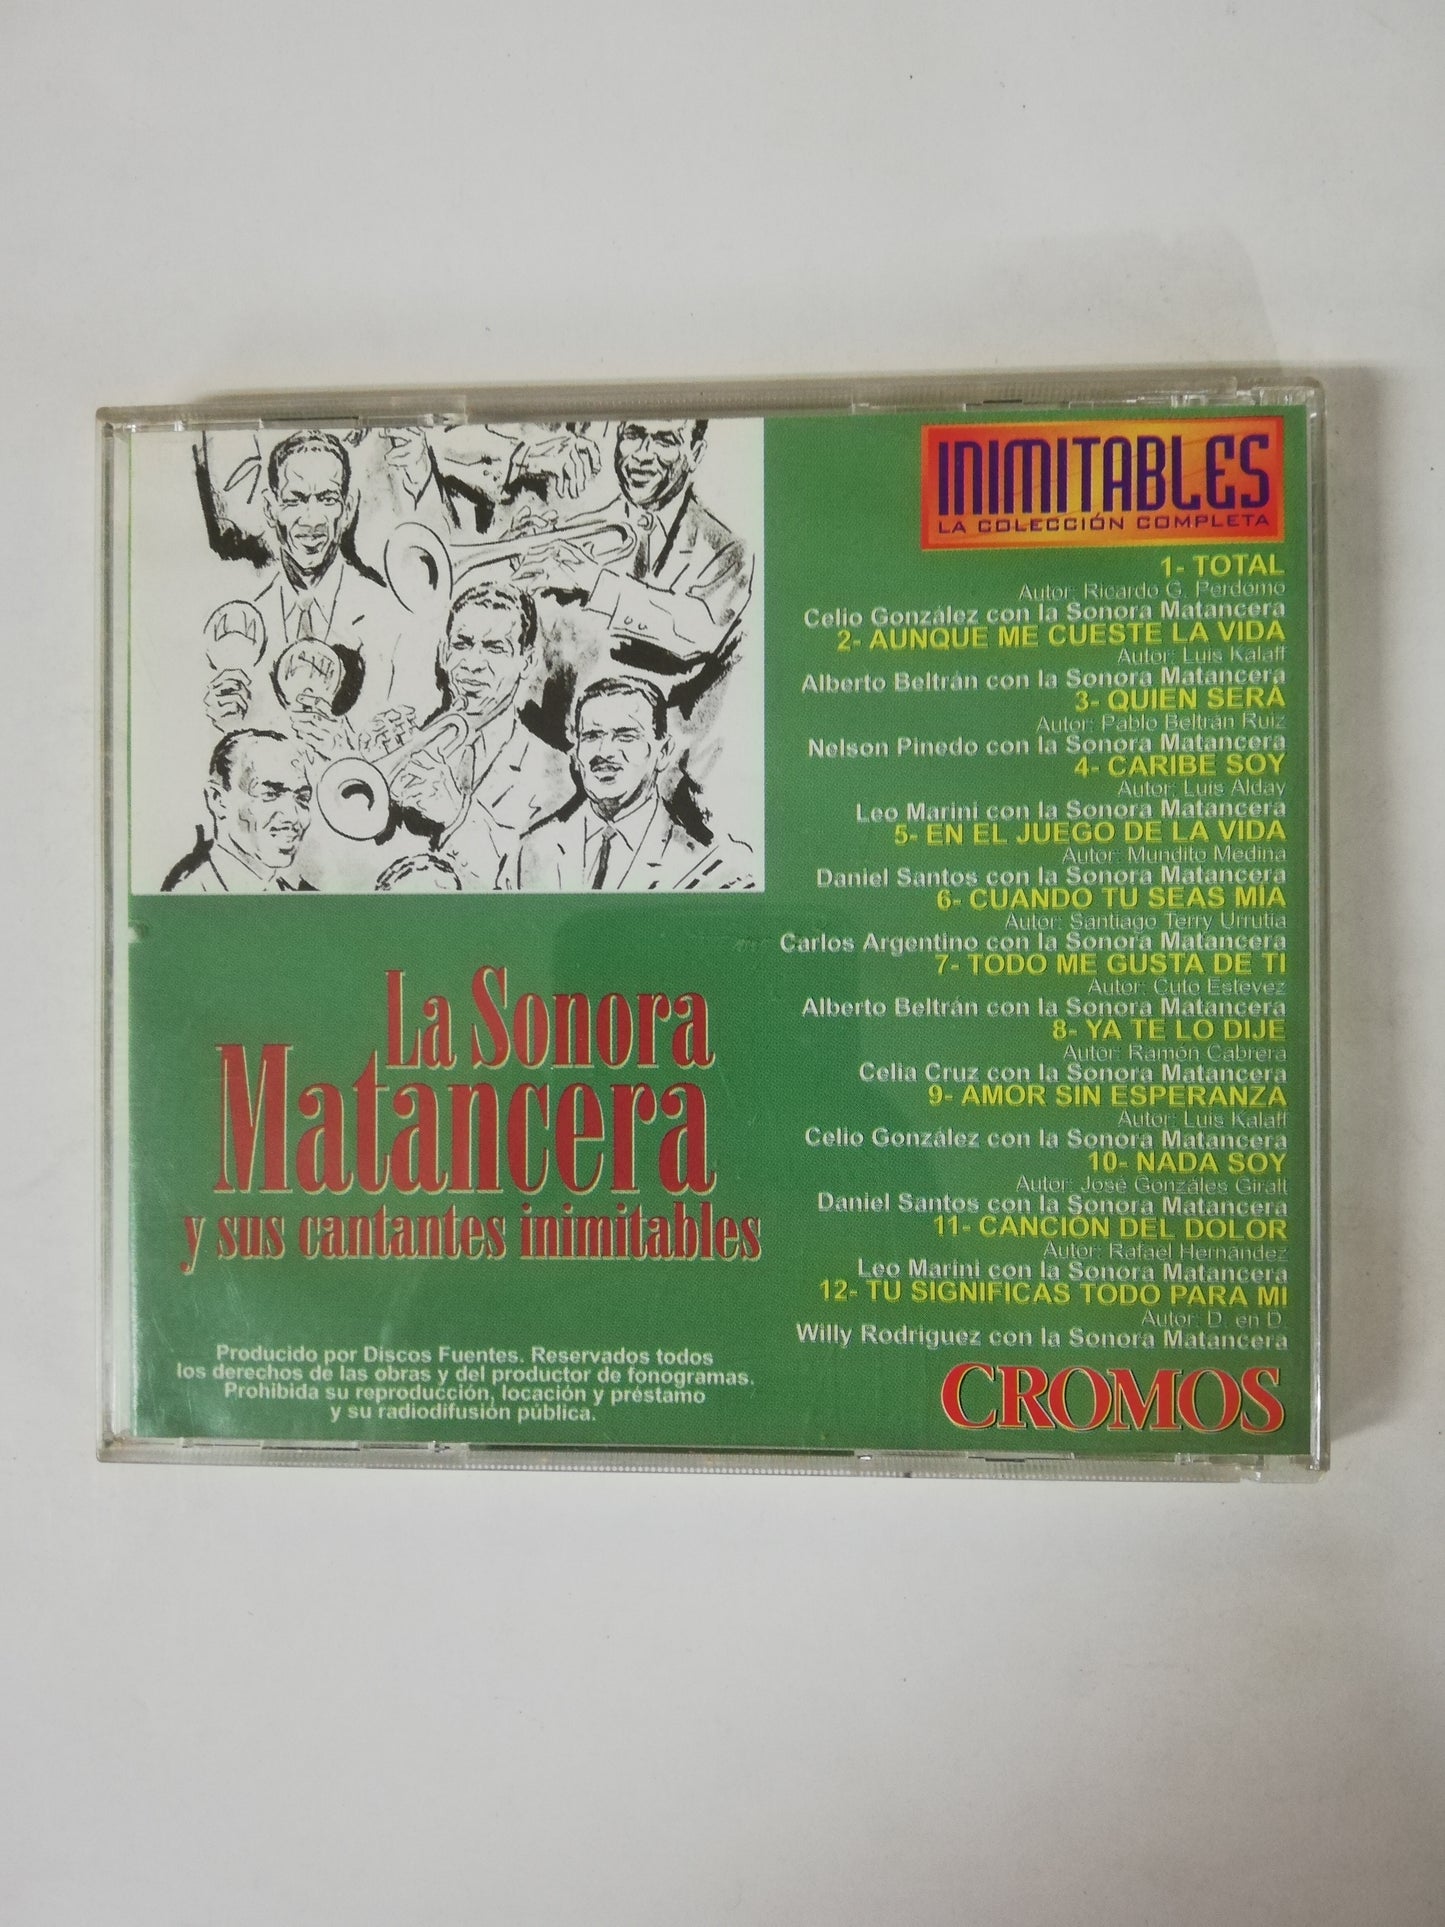 INIMITABLES
LA COLECCIÓN COMPLETA
1- TOTAL
Autor: Ricardo G. Perdomo
Celio González con la Sonora Matancera
2- AUNQUE ME CUESTE LA VIDA
Autor: Luis Kalaff
Alberto Beltrán con la Sonora Matancera
3- QUIEN SERA
Autor: Pablo Beltrán Ruiz
Nelson Pinedo con la Sonora Matancera
4- CARIBE SOY
Autor: Luis Alday
Leo Marini con la Sonora Matancera
5- EN EL JUEGO DE LA VIDA
Autor: Mundito Medina
Daniel Santos con la Sonora Matancera
6- CUANDO TU SEAS MÍA
Autor: Santiago Terry Urrutia
Carlos Argentino con la Sonora Matancera
7- TODO ME GUSTA DE TI
Autor: Cuto Estevez
Alberto Beltrán con la Sonora Matancera
8- YA TE LO DIJE
Autor: Ramón Cabrera
Celia Cruz con la Sonora Matancera
9- AMOR SIN ESPERANZA
Autor: Luis Kalaff
Celio González con la Sonora Matancera
10- NADA SOY
Autor: José Gonzáles Giralt
Daniel Santos con la Sonora Matancera
11- CANCION DEL DOLOR
Autor: Rafael Hernández
Leo Marini con la Sonora Matancera
12- TU SIGNIFICAS TODO PARA MI
Autor: D. en D.
Willy Rodriguez con la Sonora Matancera
CROMOS
La Sonora
Matancera
y sus cantantes inimitables
Producido por Discos Fuentes. Reservados todos
los derechos de las obras y del productor de fonogramas.
Prohibida su reproducción, locación y préstamo
y su radiodifusión pública.